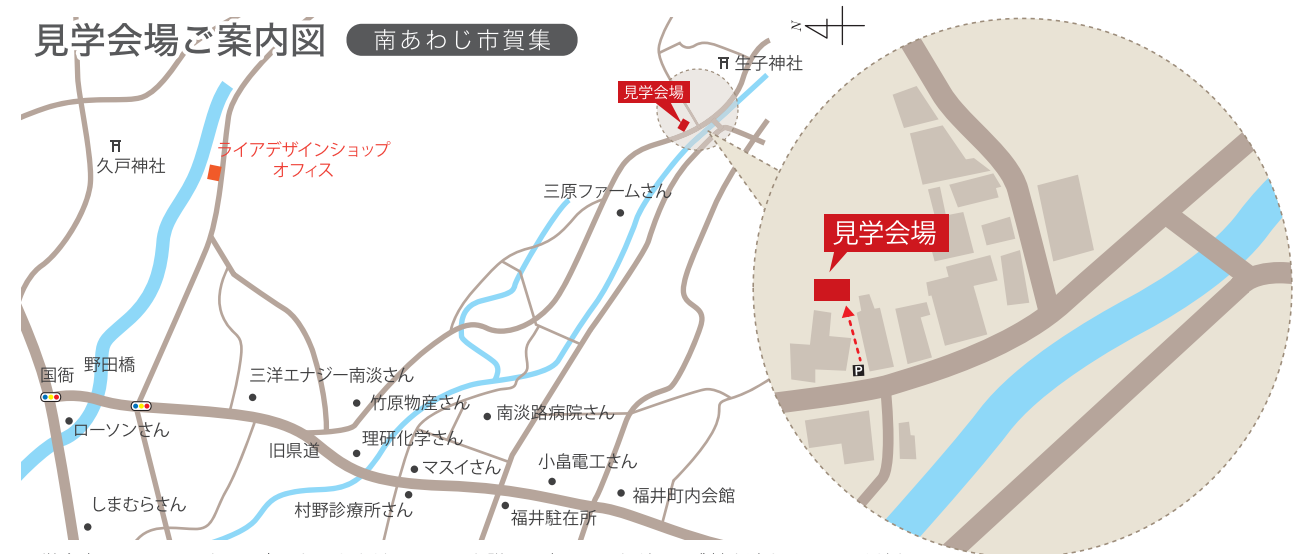 見学会場ご案内図
南あわじ市賀集
N
生子神社
見学会場
久戸神社
ライアデザインショップ
オフィス
三原ファームさん
見学会場
P
国衙
野田橋
三洋エナジー南淡さん
竹原物産さん
南淡路病院さん
ローソンさん
旧県道
理研化学さん
マスイさん
小畠電工さん
しまむらさん
村野診療所さん
福井駐在所
福井町内会館